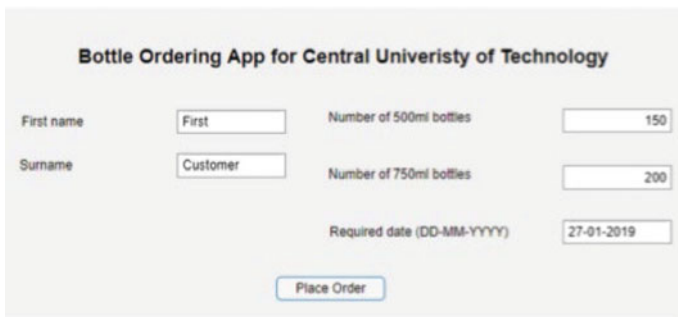 Bottle Ordering App for Central Univeristy of Technology
First name
First
Number of 500ml bottles
150
Surname
Customer
Number of 750ml bottles
200
Required date (DD-MM-YYYY)
27-01-2019
Place Order